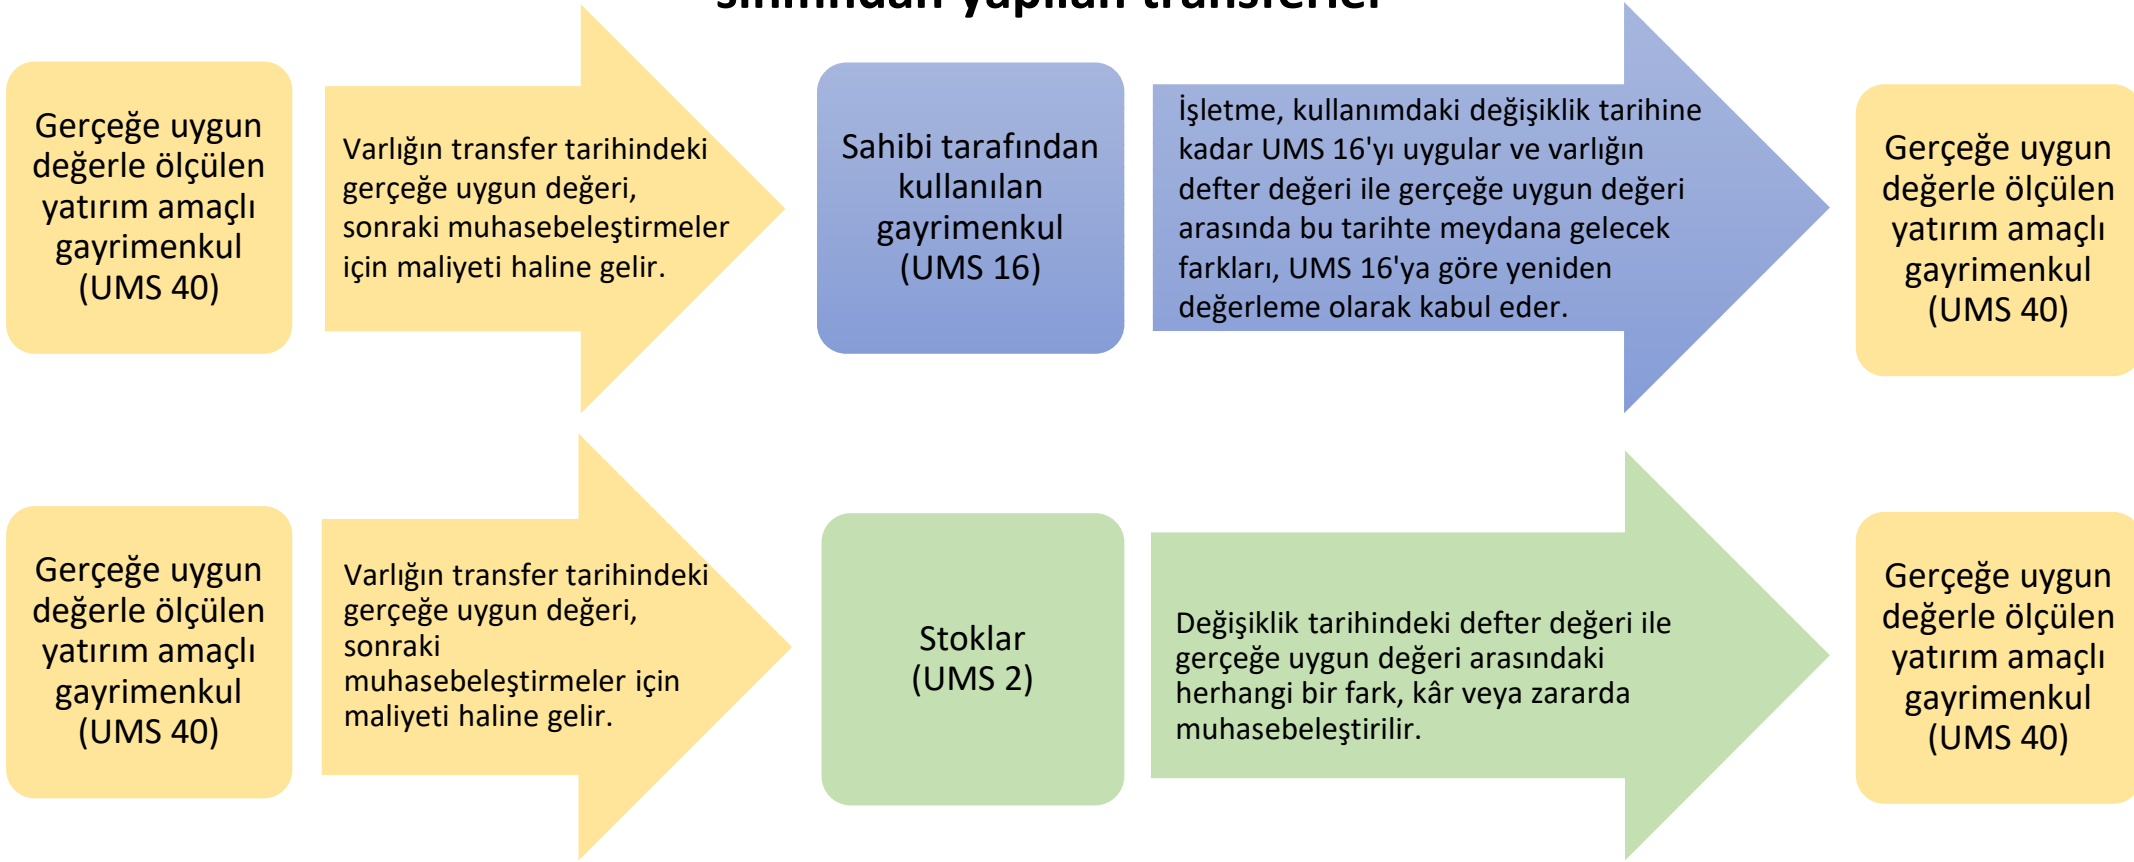 sınıfından yapılan transferler
Gerçeğe uygun
değerle ölçülen
yatırım amaçlı
gayrimenkul
(UMS 40)
Varlığın transfer tarihindeki
gerçeğe uygun değeri,
sonraki muhasebeleştirmeler
için maliyeti haline gelir.
Sahibi tarafından
kullanılan
gayrimenkul
(UMS 16)
İşletme, kullanımdaki değişiklik tarihine
kadar UMS 16'yı uygular ve varlığın
defter değeri ile gerçeğe uygun değeri
arasında bu tarihte meydana gelecek
farkları, UMS 16'ya göre yeniden
değerleme olarak kabul eder.
Gerçeğe uygun
değerle ölçülen
yatırım amaçlı
gayrimenkul
(UMS 40)
Gerçeğe uygun
değerle ölçülen
yatırım amaçlı
gayrimenkul
(UMS 40)
Varlığın transfer tarihindeki
gerçeğe uygun değeri,
sonraki
muhasebeleştirmeler için
maliyeti haline gelir.
Stoklar
(UMS 2)
Değişiklik tarihindeki defter değeri ile
gerçeğe uygun değeri arasındaki
herhangi bir fark, kâr veya zararda
muhasebeleştirilir.
Gerçeğe uygun
değerle ölçülen
yatırım amaçlı
gayrimenkul
(UMS 40)